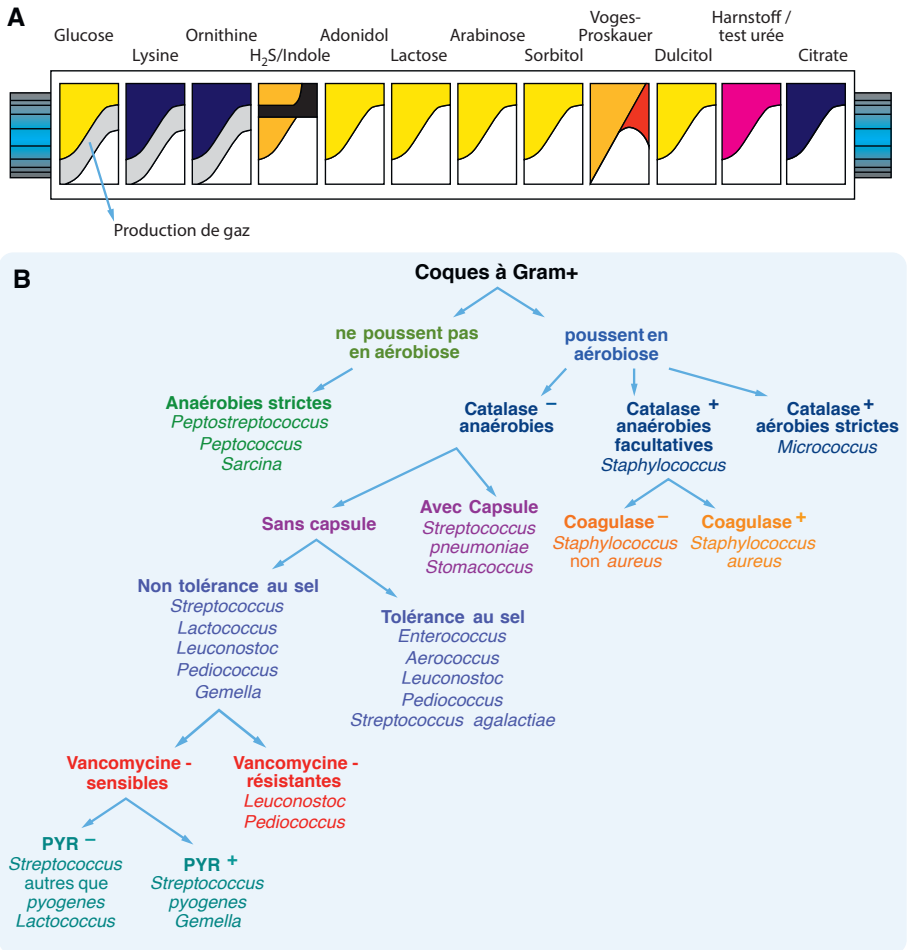 A
Glucose
Lysine
Ornithine
H₂S/Indole
Adonidol
Lactose
Arabinose
Sorbitol
Voges-
Proskauer
Dulcitol
Harnstoff /
test urée
Citrate
Production de gaz
B
Coques à Gram+
ne poussent pas
en aérobiose
poussent en
aérobiose
Anaérobies strictes
Peptostreptococcus
Peptococcus
Sarcina
Catalase −
anaérobies
Catalase +
anaérobies
facultatives
Staphylococcus
Catalase +
aérobies strictes
Micrococcus
Sans capsule
Avec Capsule
Streptococcus
pneumoniae
Stomacoccus
Coagulase −
Staphylococcus
non aureus
Coagulase +
Staphylococcus
aureus
Non tolérance au sel
Streptococcus
Lactococcus
Leuconostoc
Pediococcus
Gemella
Tolérance au sel
Enterococcus
Aerococcus
Leuconostoc
Pediococcus
Streptococcus agalactiae
Vancomycine -
sensibles
Vancomycine -
résistantes
Leuconostoc
Pediococcus
PYR −
Streptococcus
autres que
pyogenes
Lactococcus
PYR +
Streptococcus
pyogenes
Gemella